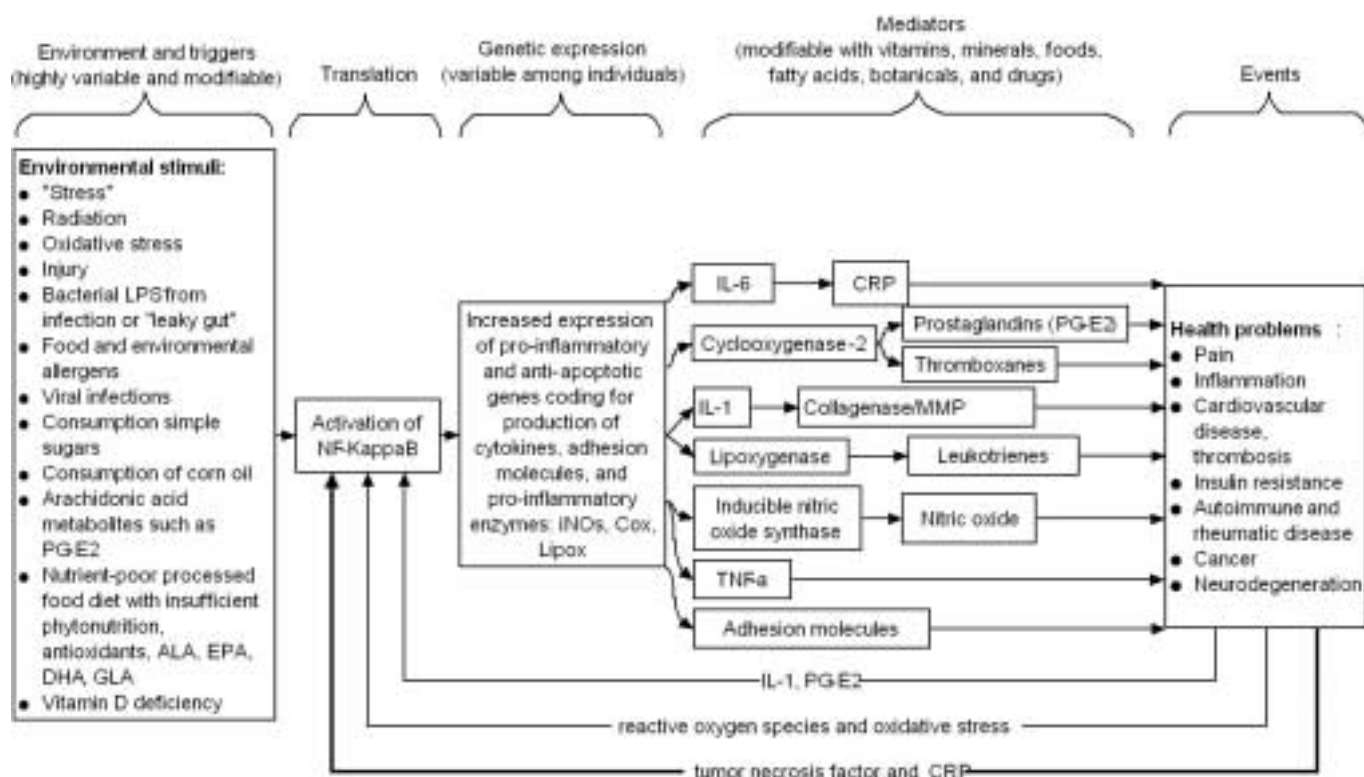 Environment and triggers
(highly variable and modifiable)
Translation
Genetic expression
(variable among individuals)
Mediators
(modifiable with vitamins, minerals, foods,
fatty acids, botanicals, and drugs)
Events
Environmental stimuli:
● "Stress"
● Radiation
● Oxidative stress
● Injury
● Bacterial LPS from
infection or "leaky gut"
● Food and environmental
allergens
● Viral infections
● Consumption simple
sugars
● Consumption of corn oil
● Arachidonic acid
metabolites such as
PG-E2
● Nutrient-poor processed
food diet with insufficient
phytonutrition,
antioxidants, ALA, EPA,
DHA, GLA
● Vitamin D deficiency
Activation of
NF-KappaB
Increased expression
of pro-inflammatory
and anti-apoptotic
genes coding for
production of
cytokines, adhesion
molecules, and
pro-inflammatory
enzymes: iNOs, Cox,
Lipox
IL-6
CRP
Cyclooxygenase-2
Prostaglandins (PG-E2)
Thromboxanes
IL-1
Collagenase/MMP
Lipoxygenase
Leukotrienes
Inducible nitric
oxide synthase
Nitric oxide
TNF-a
Adhesion molecules
Health problems :
● Pain
● Inflammation
● Cardiovascular
disease,
thrombosis
● Insulin resistance
● Autoimmune and
rheumatic disease
● Cancer
● Neurodegeneration
IL-1, PG-E2
reactive oxygen species and oxidative stress
tumor necrosis factor and CRP